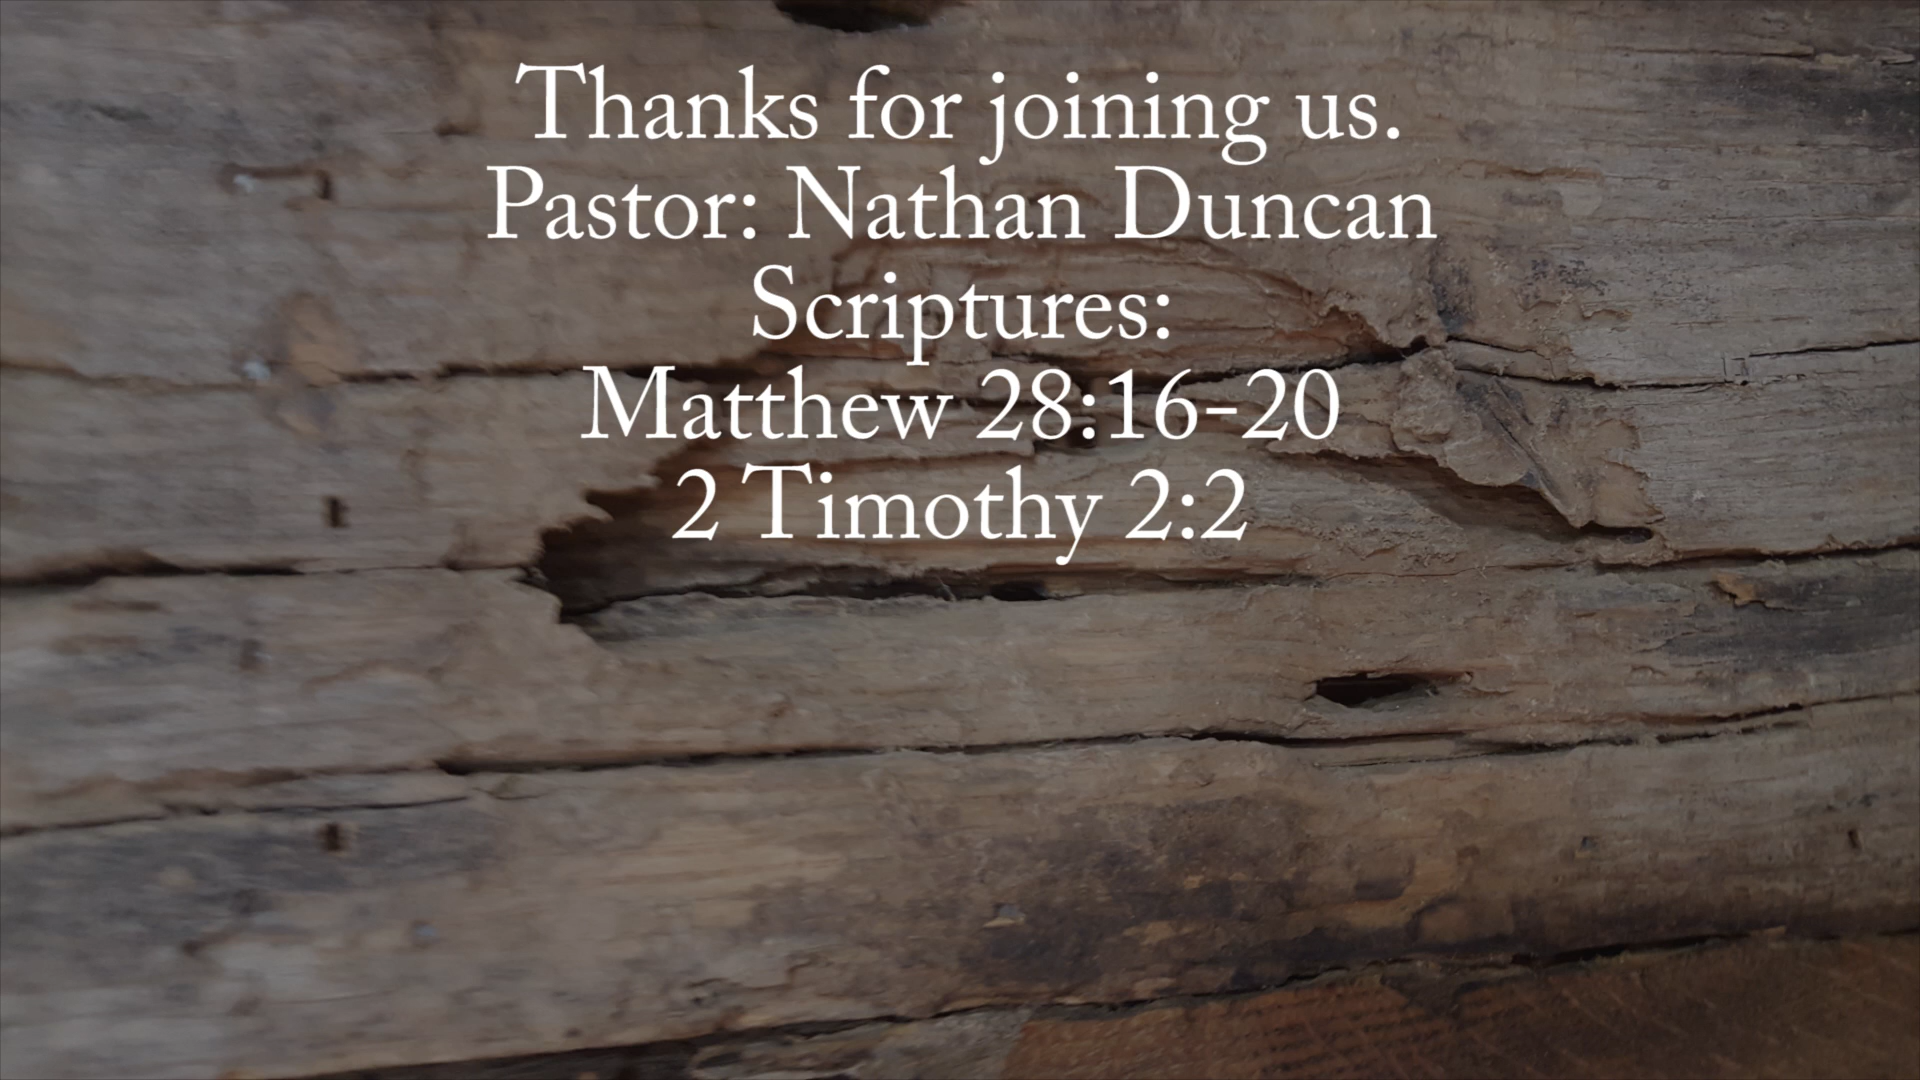 Thanks for joining us.
Pastor: Nathan Duncan
Scriptures:
Matthew 28:16-20
2 Timothy 2:2